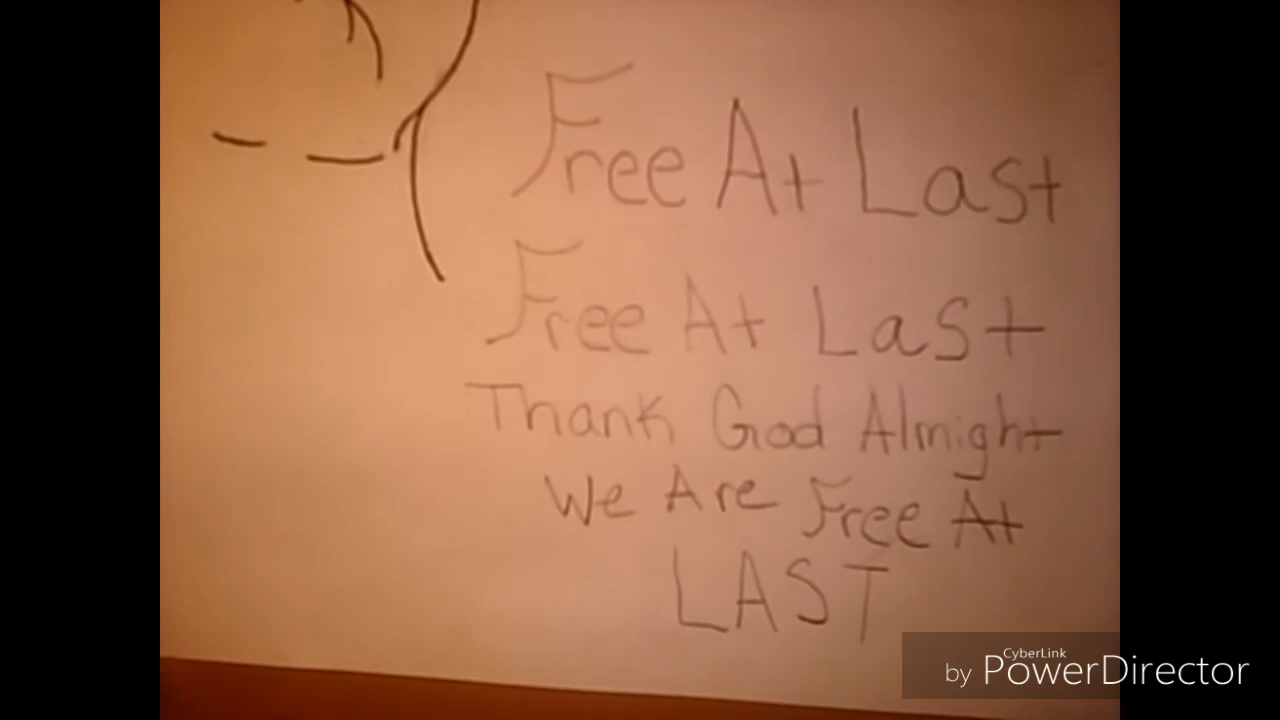 Free At Last
Free At Last
Thank God Almight
We Are Free At
LAST
CyberLink
by PowerDirector